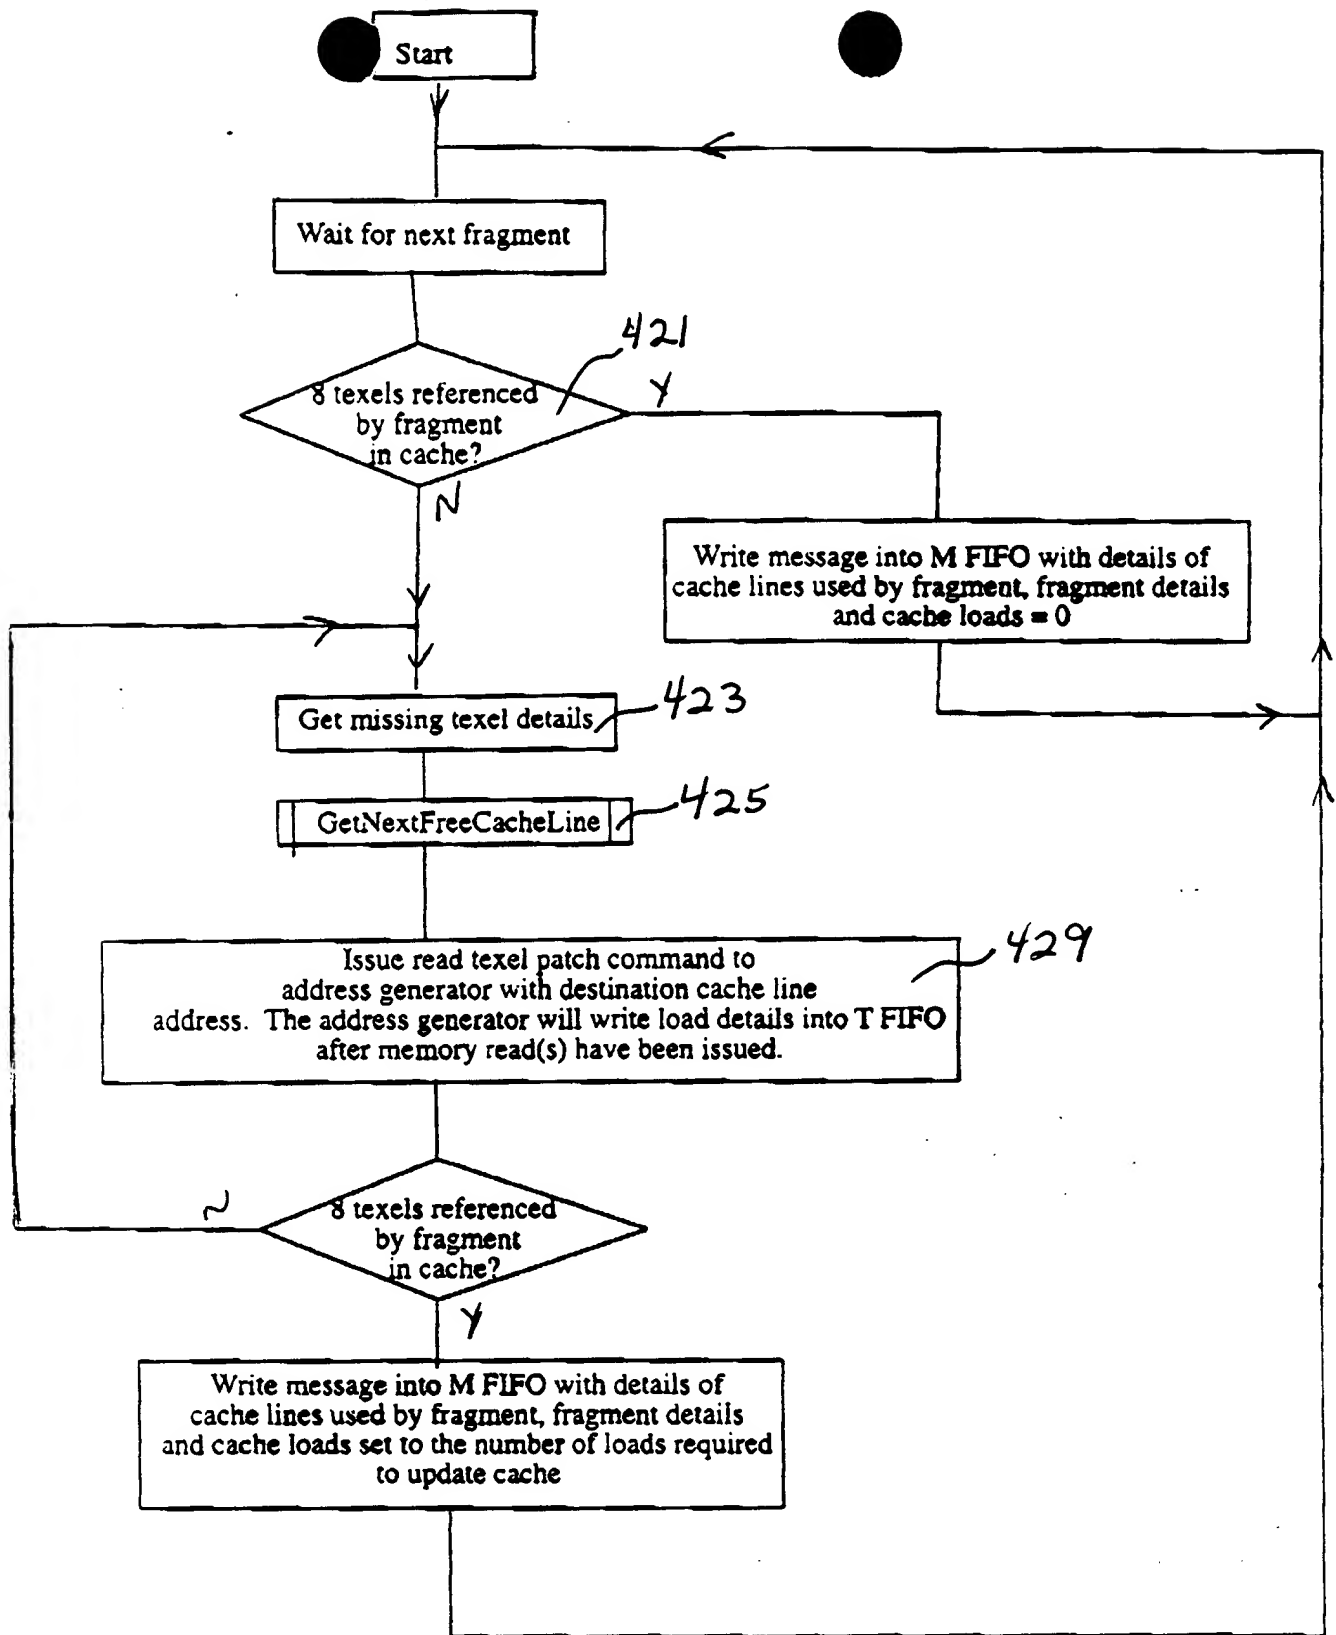 Start
Wait for next fragment
421
8 texels referenced
by fragment
in cache?
Y
N
Write message into M FIFO with details of
cache lines used by fragment, fragment details
and cache loads = 0
Get missing texel details
423
GetNextFreeCacheLine
425
Issue read texel patch command to
address generator with destination cache line
address. The address generator will write load details into T FIFO
after memory read(s) have been issued.
429
8 texels referenced
by fragment
in cache?
N
Y
Write message into M FIFO with details of
cache lines used by fragment, fragment details
and cache loads set to the number of loads required
to update cache